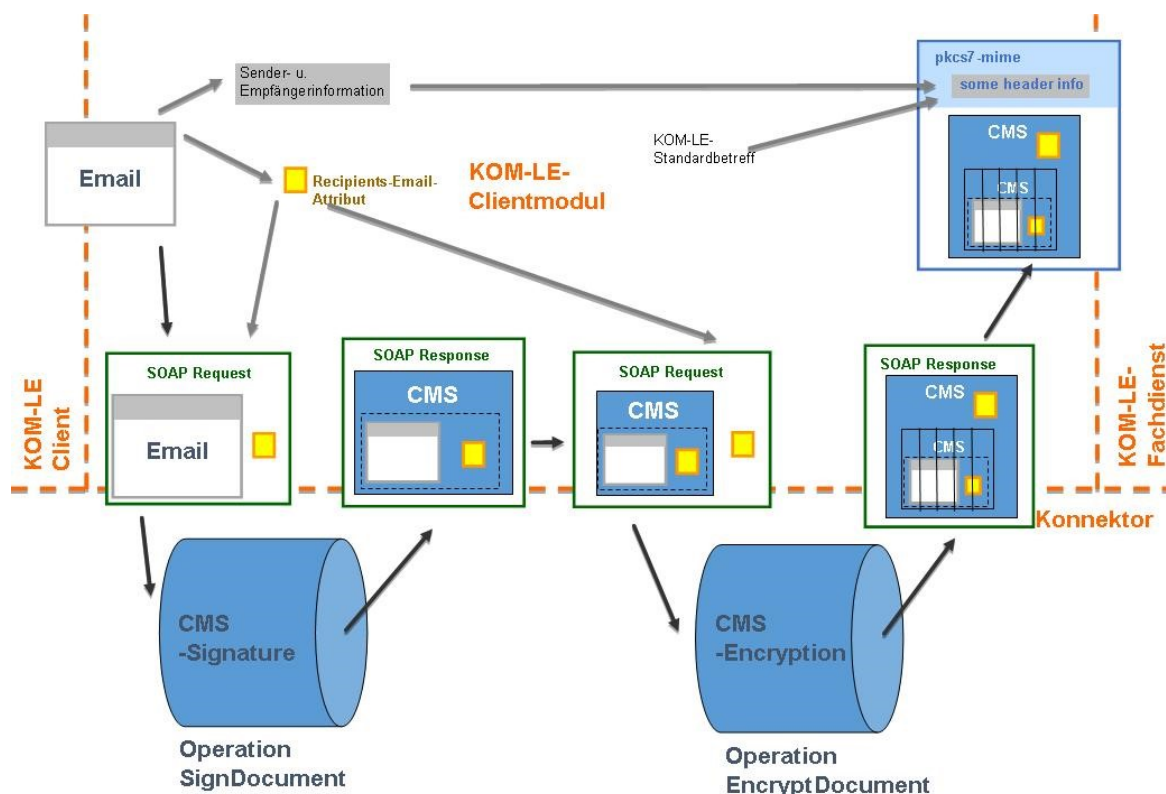 pkcs7-mime
some header info
Sender- u.
Empfängerinformation
KOM-LE-
Standardbetreff
CMS
CMS
Email
Recipients-Email-
Attribut
KOM-LE-
Clientmodul
SOAP Request
Email
SOAP Response
CMS
SOAP Request
CMS
SOAP Response
CMS
CMS
KOM-LE
Client
KOM-LE-
Fachdienst
Konnektor
CMS
-Signature
CMS
-Encryption
Operation
SignDocument
Operation
EncryptDocument